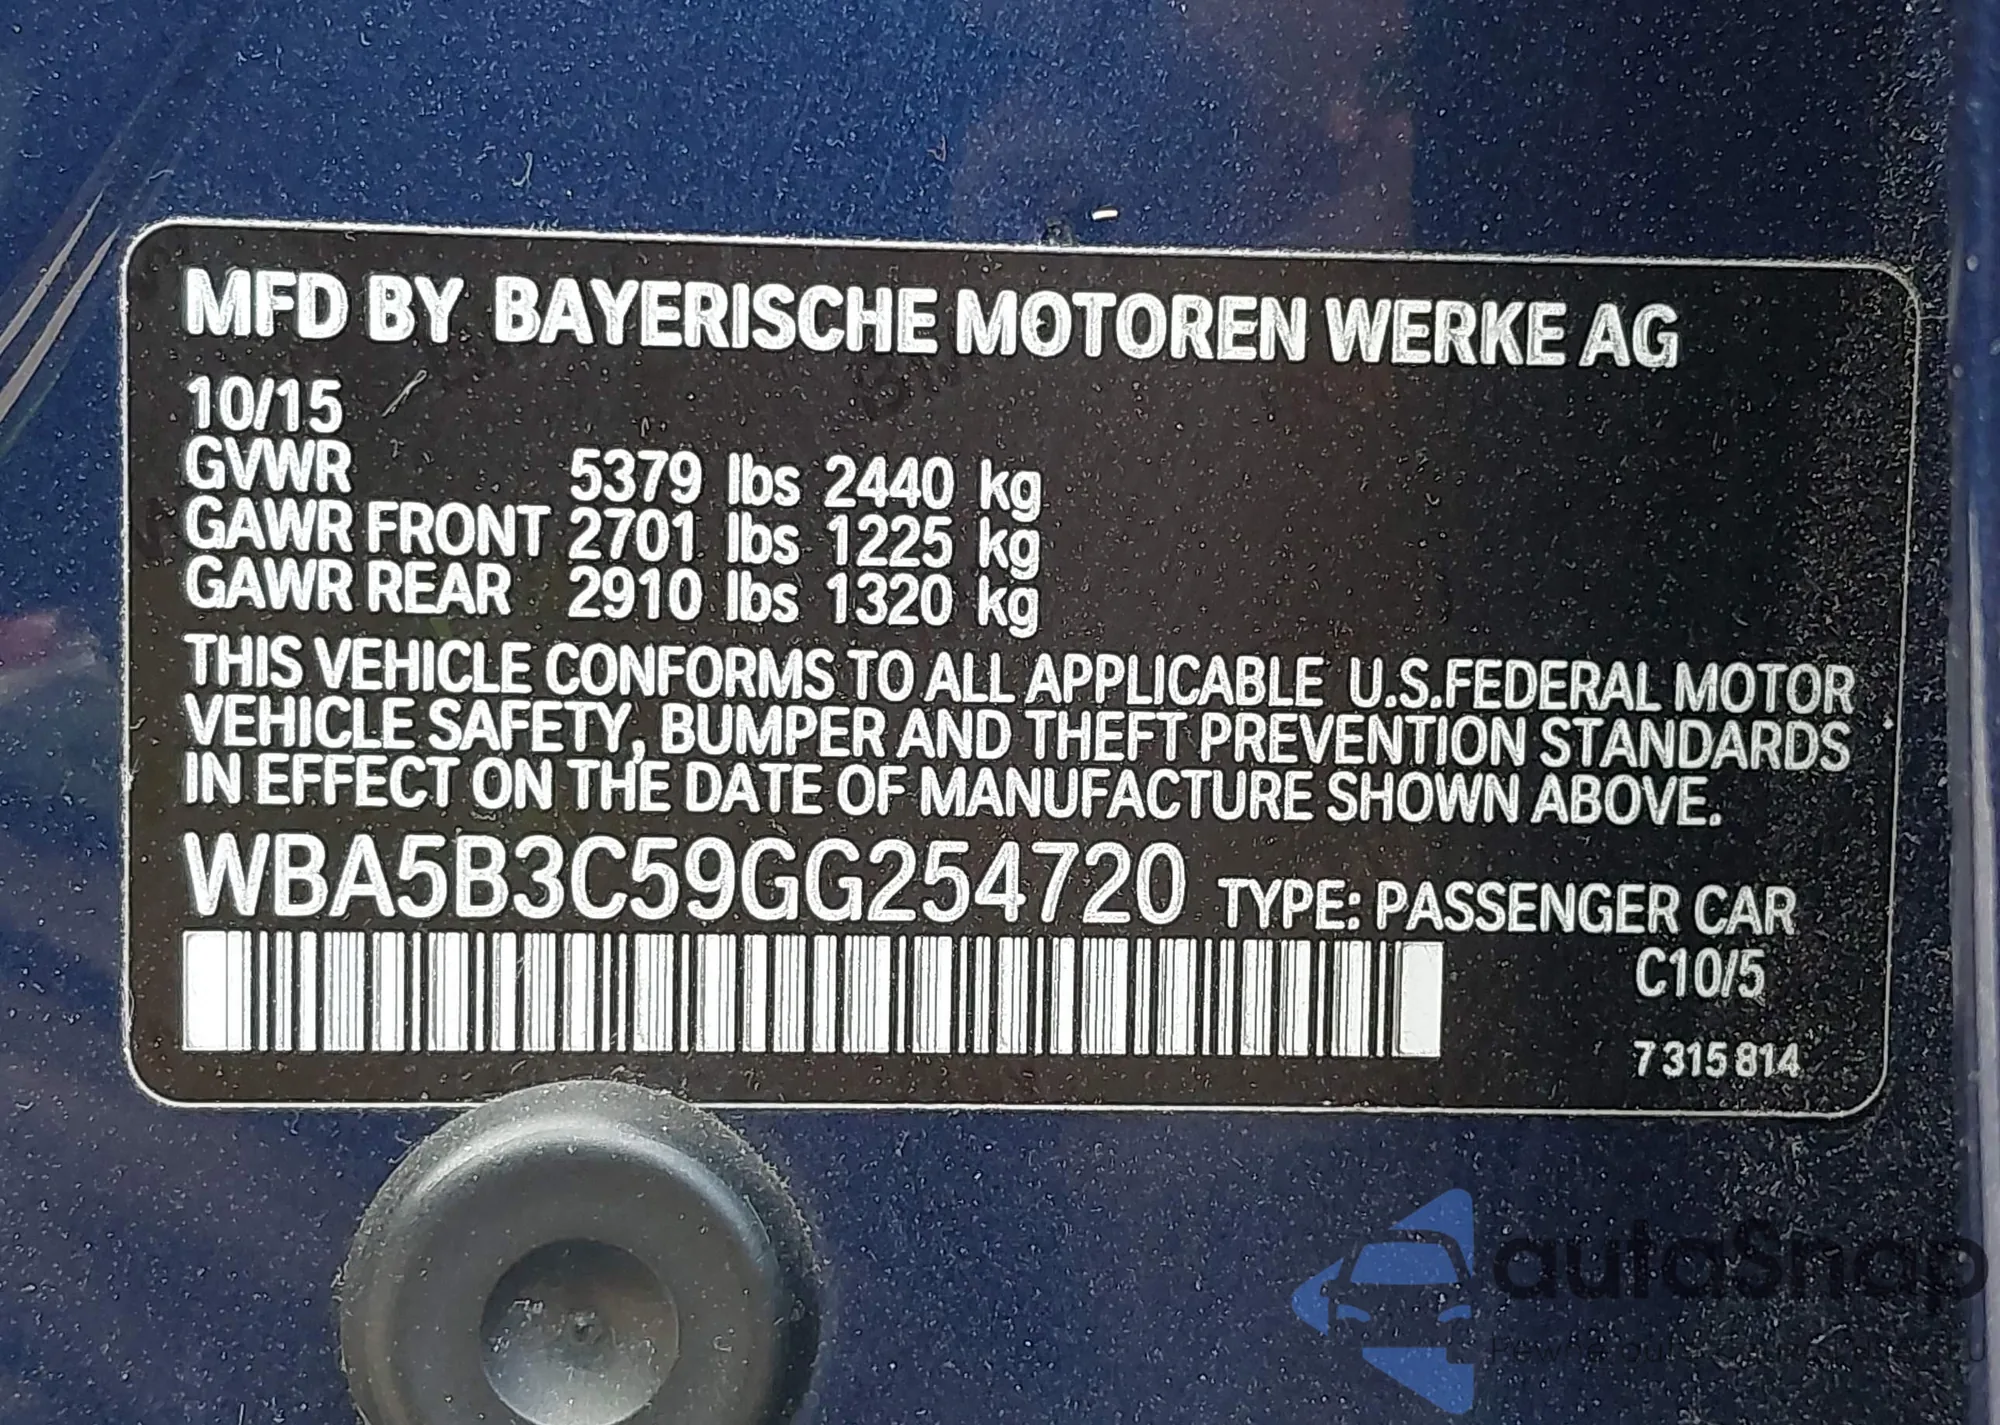 MFD BY BAYERISCHE MOTOREN WERKE AG
10/15
GVWR 5379 lbs 2440 kg
GAWR FRONT 2701 lbs 1225 kg
GAWR REAR 2910 lbs 1320 kg
THIS VEHICLE CONFORMS TO ALL APPLICABLE U.S.FEDERAL MOTOR
VEHICLE SAFETY, BUMPER AND THEFT PREVENTION STANDARDS
IN EFFECT ON THE DATE OF MANUFACTURE SHOWN ABOVE.
WBA5B3C59GG254720 TYPE: PASSENGER CAR
C10/5
7 315 814
autaSnap